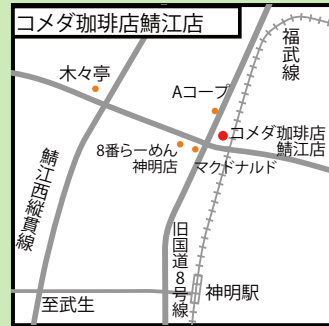 コメダ珈琲店鯖江店
福武線
木々亭
Aコープ
コメダ珈琲店
鯖江店
8番らーめん
神明店
マクドナルド
鯖江西縦貫線
旧国道8号線
神明駅
至武生